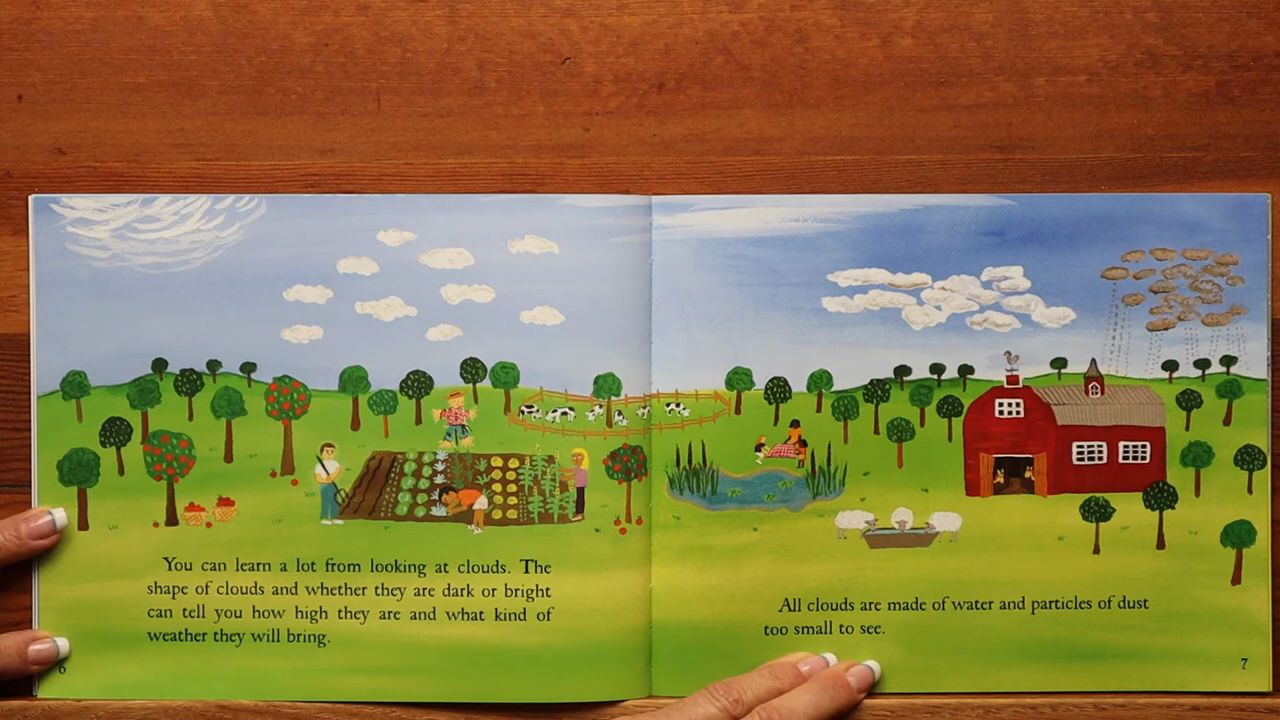 You can learn a lot from looking at clouds. The
shape of clouds and whether they are dark or bright
can tell you how high they are and what kind of
weather they will bring.
6
All clouds are made of water and particles of dust
too small to see.
7